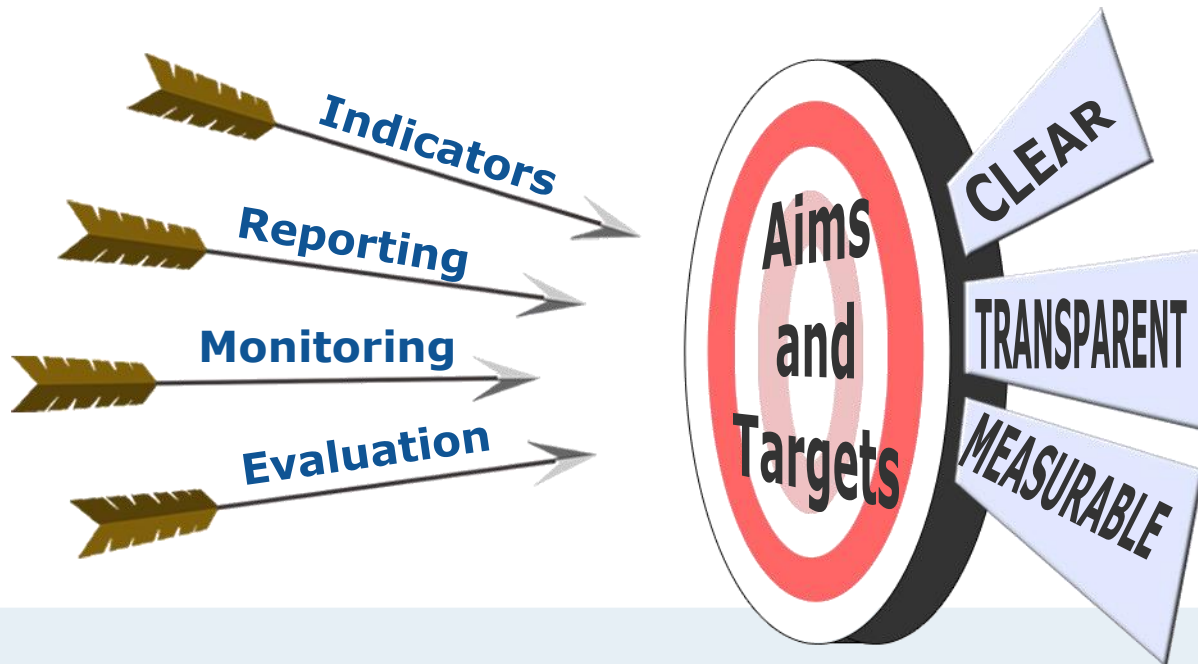 Indicators
Reporting
Monitoring
Evaluation
Aims
and
Targets
CLEAR
TRANSPARENT
MEASURABLE